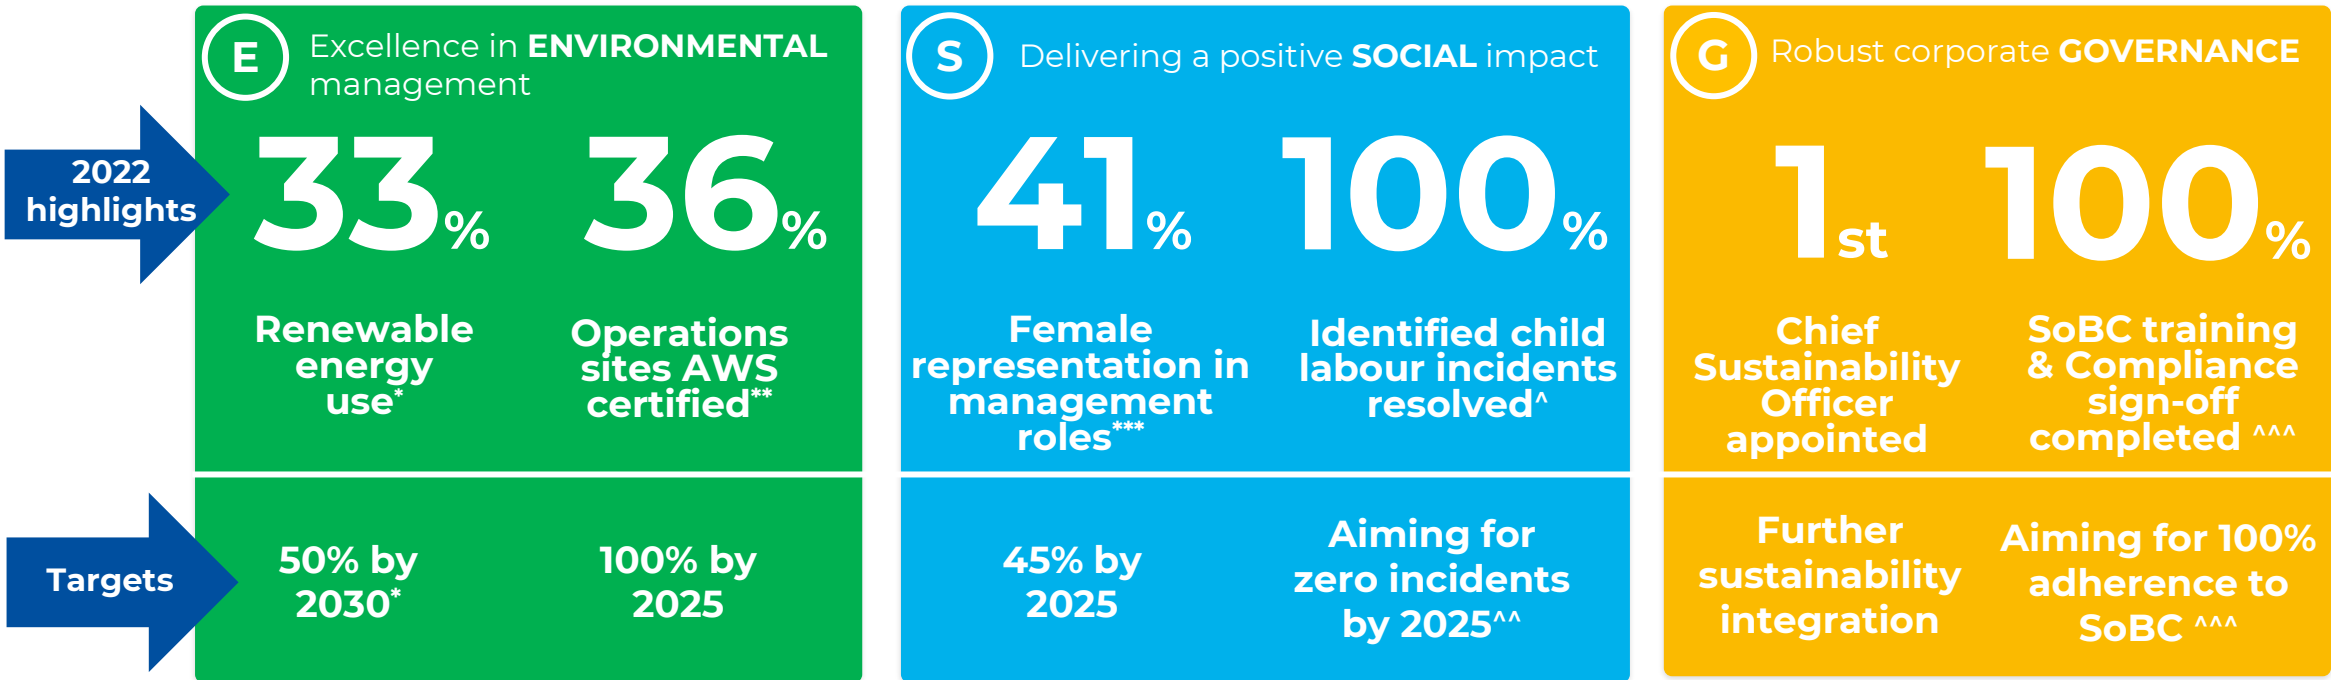 E
Excellence in ENVIRONMENTAL
management
S
Delivering a positive SOCIAL impact
G
Robust corporate GOVERNANCE
2022
highlights
33%
Renewable
energy
use*
36%
Operations
sites AWS
certified**
41%
Female
representation in
management
roles***
100%
Identified child
labour incidents
resolved^
1st
Chief
Sustainability
Officer
appointed
100%
SoBC training
& Compliance
sign-off
completed ^^^
Targets
50% by
2030*
100% by
2025
45% by
2025
Aiming for
zero incidents
by 2025^^
Further
sustainability
integration
Aiming for 100%
adherence to
SoBC ^^^